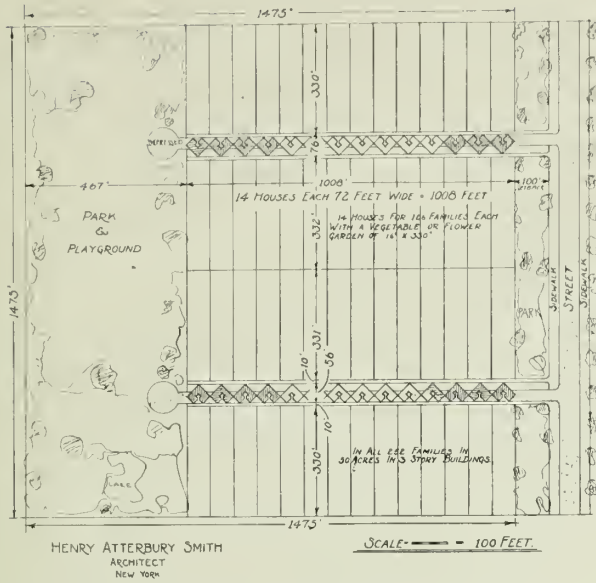 1475'
330'
76'
467'
1008'
100'
14 HOUSES EACH 72 FEET WIDE = 1008 FEET
14 HOUSES FOR FAMILIES EACH
WITH A VEGETABLE OR FLOWER
GARDEN OF 16' X 330'
PARK
&
PLAYGROUND
332'
1475'
331'
10'
56'
10'
PARK
SIDEWALK
STREET
SIDEWALK
330'
IN ALL FAMILIES IN
50 ACRES IN 3 STORY BUILDINGS
LAKE
1475'
HENRY ATTERBURY SMITH
ARCHITECT
NEW YORK
SCALE 100 FEET.